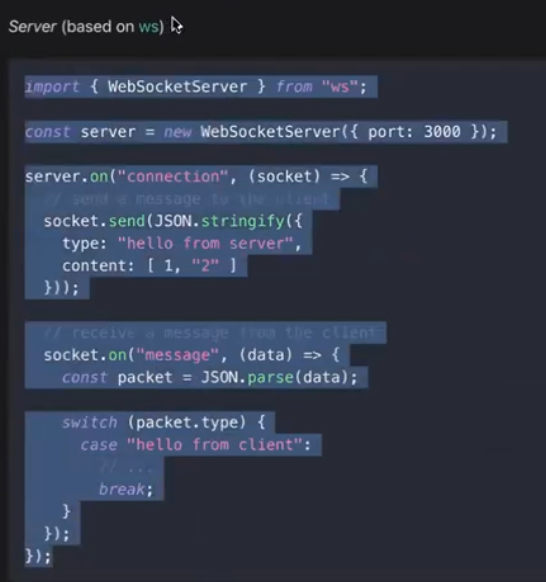 Server (based on ws)
import { WebSocketServer } from "ws";
const server = new WebSocketServer({ port: 3000 });
server.on("connection", (socket) => {
  // send a message to the client
  socket.send(JSON.stringify({
    type: "hello from server",
    content: [ 1, "2" ]
  }));
  // receive a message from the client
  socket.on("message", (data) => {
    const packet = JSON.parse(data);
    switch (packet.type) {
      case "hello from client":
        // ...
        break;
    }
  });
});